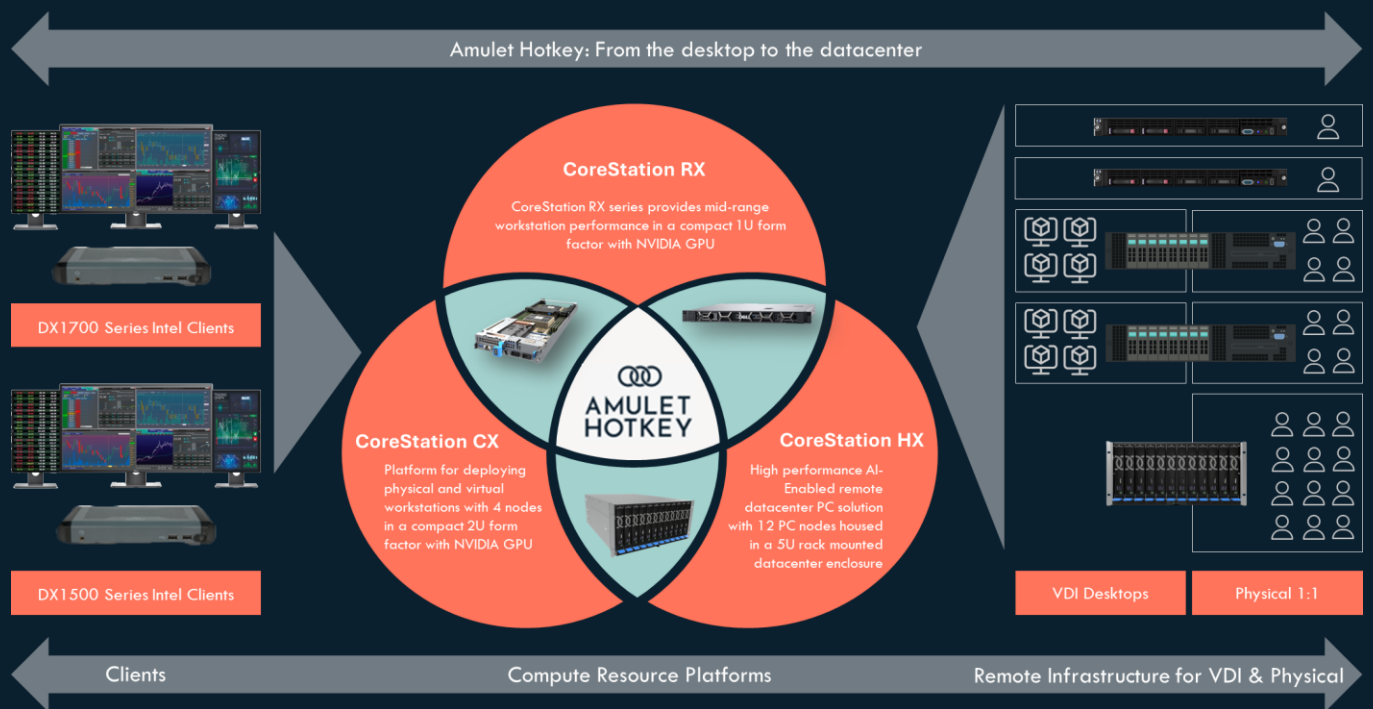 Amulet Hotkey: From the desktop to the datacenter
DX1700 Series Intel Clients
DX1500 Series Intel Clients
CoreStation RX
CoreStation RX series provides mid-range
workstation performance in a compact 1U form
factor with NVIDIA GPU
AMULET
HOTKEY
CoreStation CX
Platform for deploying
physical and virtual
workstations with 4 nodes
in a compact 2U form
factor with NVIDIA GPU
CoreStation HX
High performance AI-
Enabled remote
datacenter PC solution
with 12 PC nodes housed
in a 5U rack mounted
datacenter enclosure
VDI Desktops
Physical 1:1
Clients
Compute Resource Platforms
Remote Infrastructure for VDI & Physical